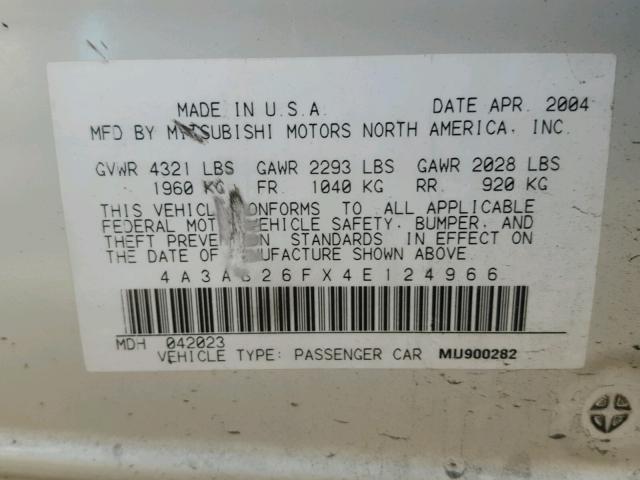 MADE IN U.S.A. DATE APR. 2004
MFD BY MITSUBISHI MOTORS NORTH AMERICA, INC.
GVWR 4321 LBS GAWR 2293 LBS GAWR 2028 LBS
1960 KG FR. 1040 KG RR. 920 KG
THIS VEHICLE CONFORMS TO ALL APPLICABLE
FEDERAL MOTOR VEHICLE SAFETY, BUMPER, AND
THEFT PREVENTION STANDARDS IN EFFECT ON
THE DATE OF MANUFACTURE SHOWN ABOVE.
4A3AB26FX4E124966
MDH 042023
VEHICLE TYPE: PASSENGER CAR MU900282